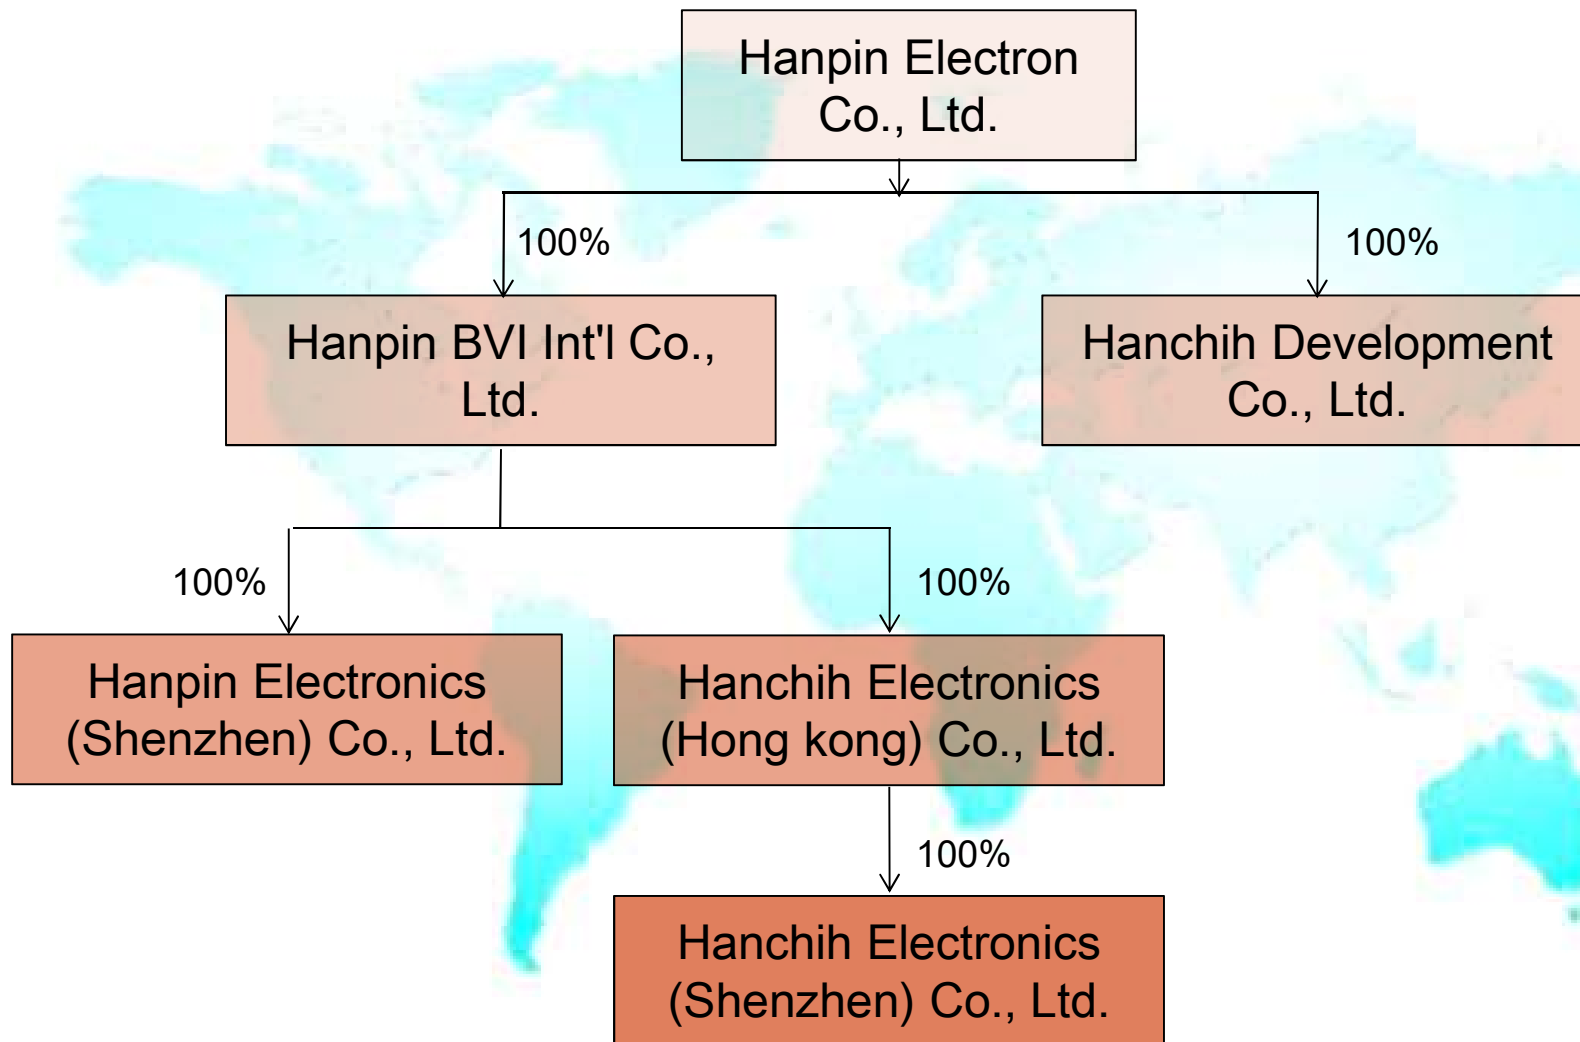 Hanpin Electron
Co., Ltd.
100%
100%
Hanpin BVI Int'l Co.,
Ltd.
Hanchih Development
Co., Ltd.
100%
100%
Hanpin Electronics
(Shenzhen) Co., Ltd.
Hanchih Electronics
(Hong kong) Co., Ltd.
100%
Hanchih Electronics
(Shenzhen) Co., Ltd.